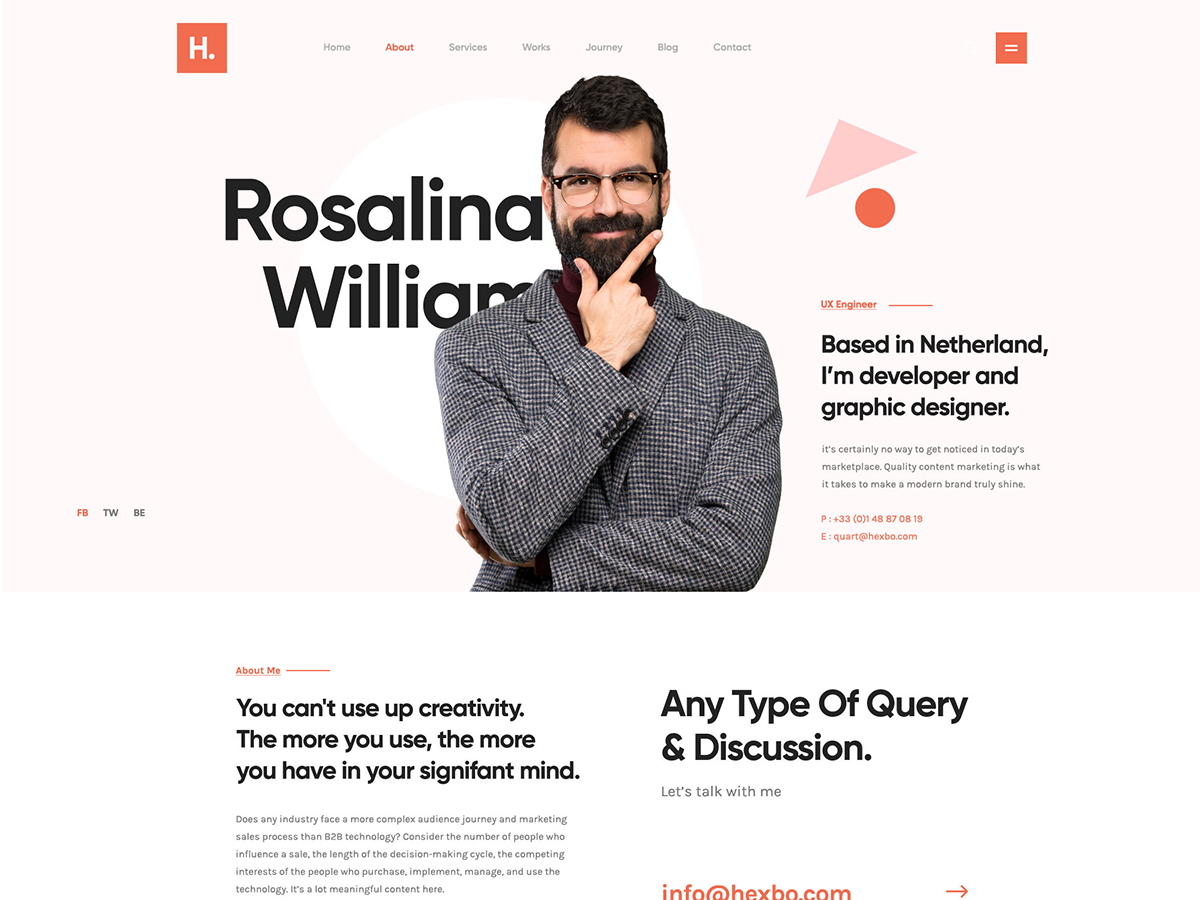 H.
Home About Services Works Journey Blog Contact
Rosalina
William
UX Engineer
Based in Netherland,
I’m developer and
graphic designer.
it’s certainly no way to get noticed in today’s
marketplace. Quality content marketing is what
it takes to make a modern brand truly shine.
P : +33 (0)1 48 87 08 19
E : quart@hexbo.com
FB TW BE
About Me
You can't use up creativity.
The more you use, the more
you have in your signifant mind.
Does any industry face a more complex audience journey and marketing
sales process than B2B technology? Consider the number of people who
influence a sale, the length of the decision-making cycle, the competing
interests of the people who purchase, implement, manage, and use the
technology. It’s a lot meaningful content here.
Any Type Of Query
& Discussion.
Let’s talk with me
info@hexbo.com